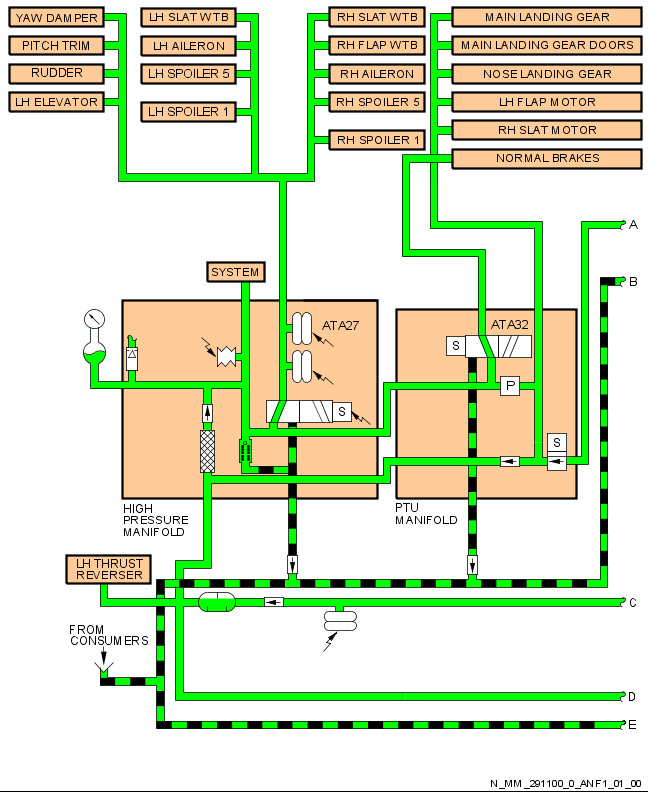 YAW DAMPER
PITCH TRIM
RUDDER
LH ELEVATOR
LH SLAT WTB
LH AILERON
LH SPOILER 5
LH SPOILER 1
RH SLAT WTB
RH FLAP WTB
RH AILERON
RH SPOILER 5
RH SPOILER 1
MAIN LANDING GEAR
MAIN LANDING GEAR DOORS
NOSE LANDING GEAR
LH FLAP MOTOR
RH SLAT MOTOR
NORMAL BRAKES
A
B
SYSTEM
ATA27
S
HIGH
PRESSURE
MANIFOLD
ATA32
S
P
S
PTU
MANIFOLD
LH THRUST
REVERSER
C
FROM
CONSUMERS
D
E
N_MM_291100_0_ANF1_01_00